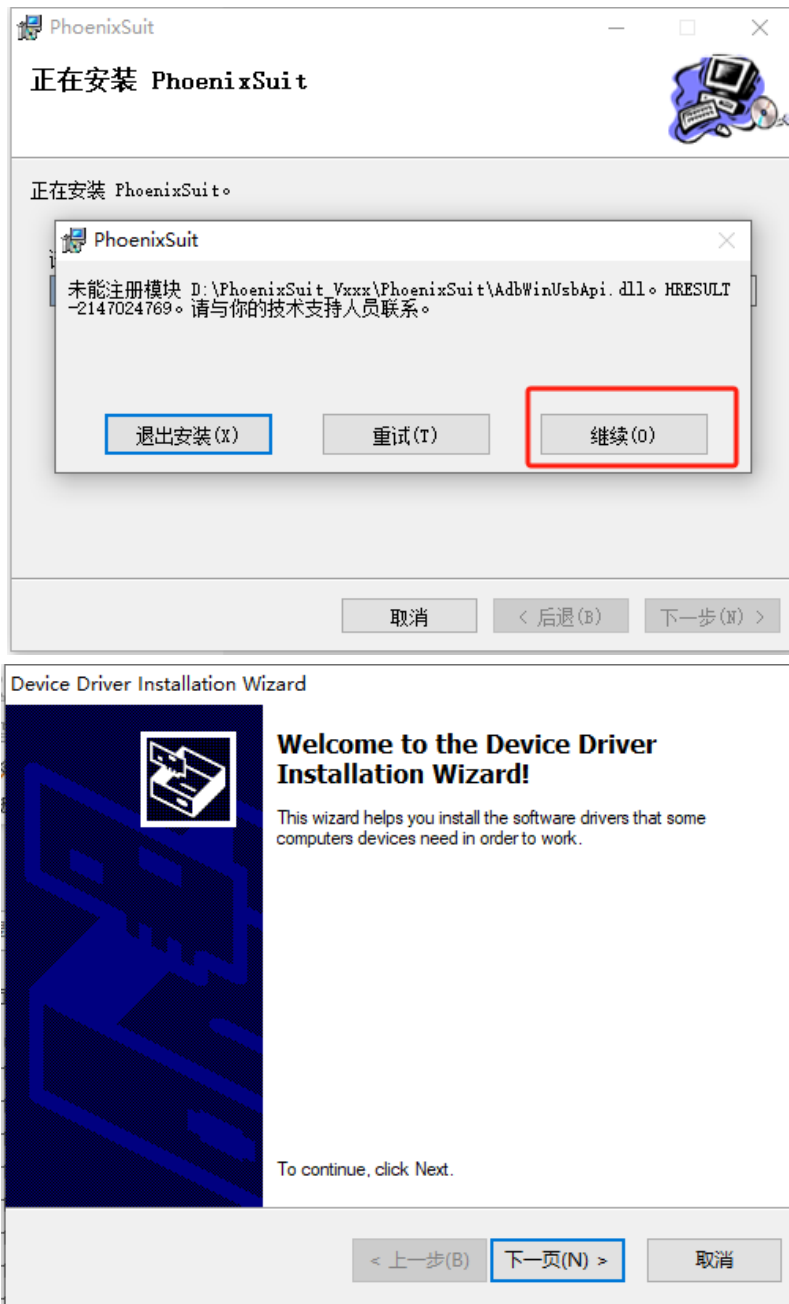 PhoenixSuit
正在安装 PhoenixSuit
正在安装 PhoenixSuit。
PhoenixSuit
未能注册模块 D:\PhoenixSuit_Vxxx\PhoenixSuit\AdbWinUsbApi.dll。HRESULT
-2147024769。请与你的技术支持人员联系。
退出安装(X)
重试(T)
继续(O)
取消
< 后退(B)
下一步(N) >
Device Driver Installation Wizard
Welcome to the Device Driver
Installation Wizard!
This wizard helps you install the software drivers that some
computers devices need in order to work.
To continue, click Next.
< 上一步(B)
下一页(N) >
取消